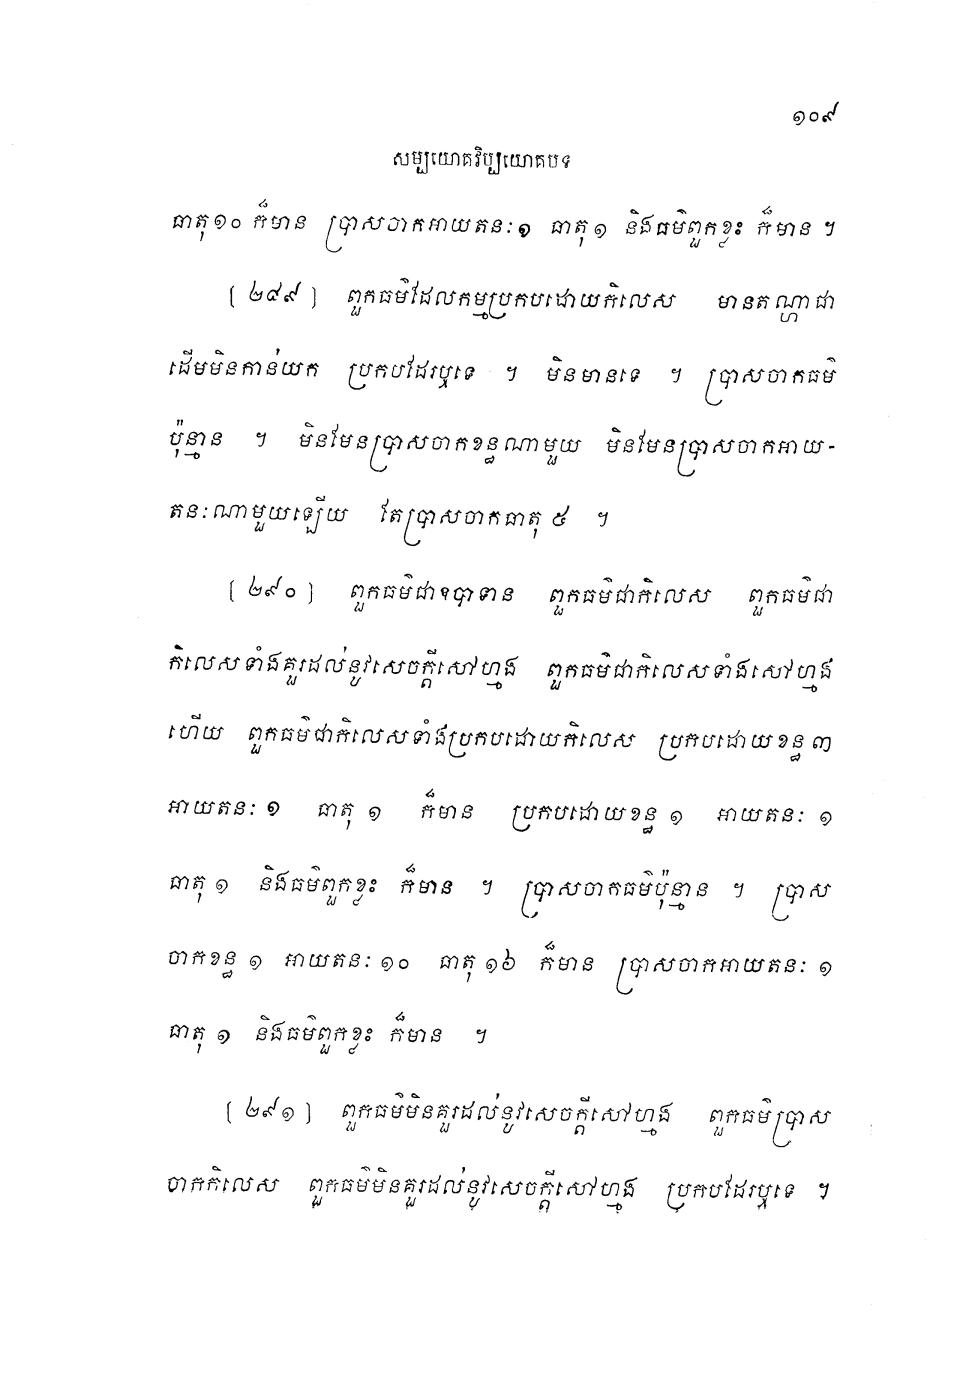 ១០៩
សម្បយោគវិប្បយោគបទ
ធាតុ១០ ក៏មាន ប្រាសចាកអាយតនៈ១ ធាតុ១ និងធម៌ពួកខ្លះ ក៏មាន ។
[ ២៨៩ ] ពួកធម៌ដែលកម្មប្រកបដោយកិលេស មានតណ្ហាជា
ដើមមិនកាន់យក ប្រកបដែរឬទេ ។ មិនមានទេ ។ ប្រាសចាកធម៌
ប៉ុន្មាន ។ មិនមែនប្រាសចាកខន្ធណាមួយ មិនមែនប្រាសចាកអាយ-
តនៈណាមួយឡើយ តែប្រាសចាកធាតុ ៥ ។
[ ២៩០ ] ពួកធម៌ជាឧបាទាន ពួកធម៌ជាកិលេស ពួកធម៌ជា
កិលេសទាំងគួរដល់នូវសេចក្តីសៅហ្មង ពួកធម៌ជាកិលេសទាំងសៅហ្មង
ហើយ ពួកធម៌ជាកិលេសទាំងប្រកបដោយកិលេស ប្រកបដោយខន្ធ ៣
អាយតនៈ ១ ធាតុ ១ ក៏មាន ប្រកបដោយខន្ធ ១ អាយតនៈ ១
ធាតុ ១ និងធម៌ពួកខ្លះ ក៏មាន ។ ប្រាសចាកធម៌ប៉ុន្មាន ។ ប្រាស
ចាកខន្ធ ១ អាយតនៈ ១០ ធាតុ ១៦ ក៏មាន ប្រាសចាកអាយតនៈ ១
ធាតុ ១ និងធម៌ពួកខ្លះ ក៏មាន ។
[ ២៩១ ] ពួកធម៌មិនគួរដល់នូវសេចក្តីសៅហ្មង ពួកធម៌ប្រាស
ចាកកិលេស ពួកធម៌មិនគួរដល់នូវសេចក្តីសៅហ្មង ប្រកបដែរឬទេ ។